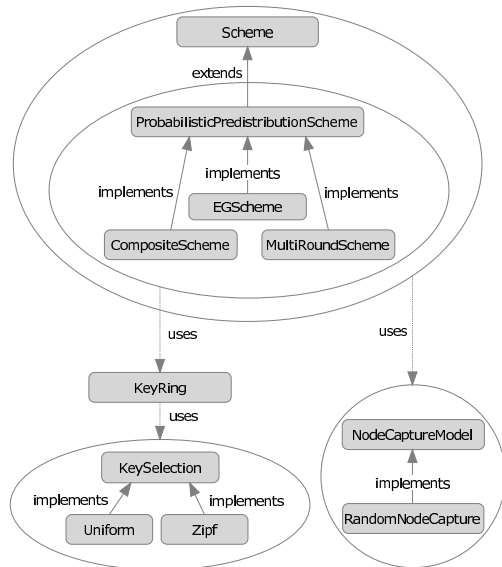 Scheme
extends
ProbabilisticPredistributionScheme
implements
implements
implements
EGScheme
CompositeScheme
MultiRoundScheme
uses
uses
KeyRing
uses
NodeCaptureModel
KeySelection
implements
implements
implements
Uniform
Zipf
RandomNodeCapture